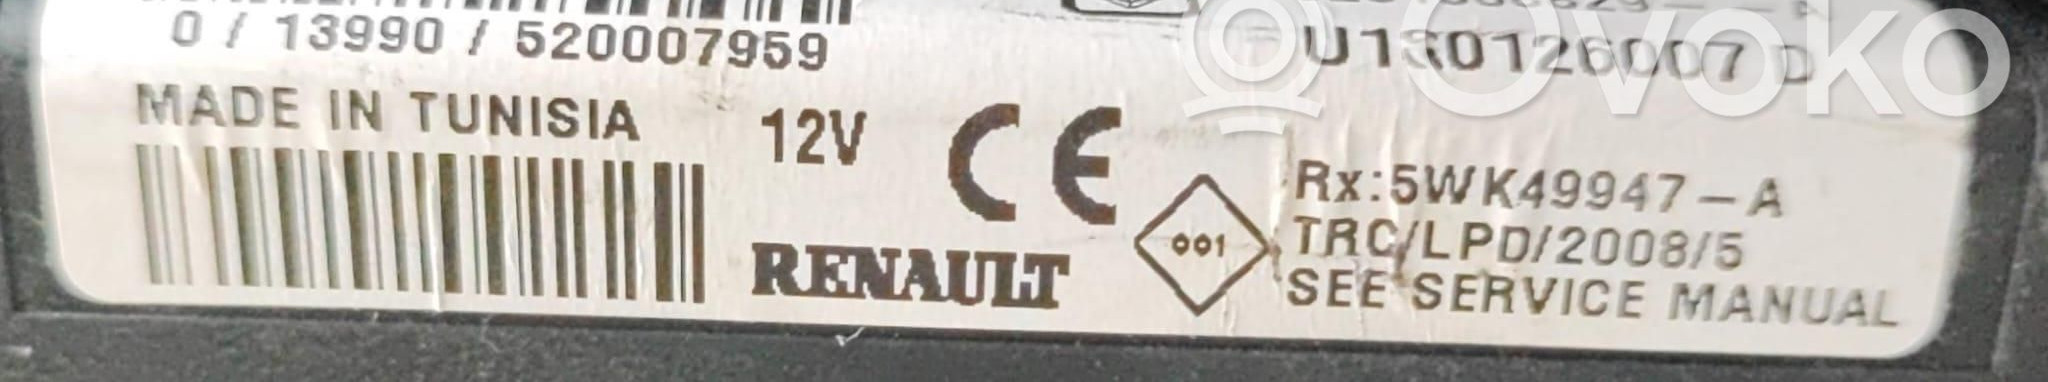 0 / 13990 / 520007959
U130126007 D
MADE IN TUNISIA
12V
CE
RENAULT
001
Rx:5WK49947-A
TRC/LPD/2008/5
SEE SERVICE MANUAL
Ovoko